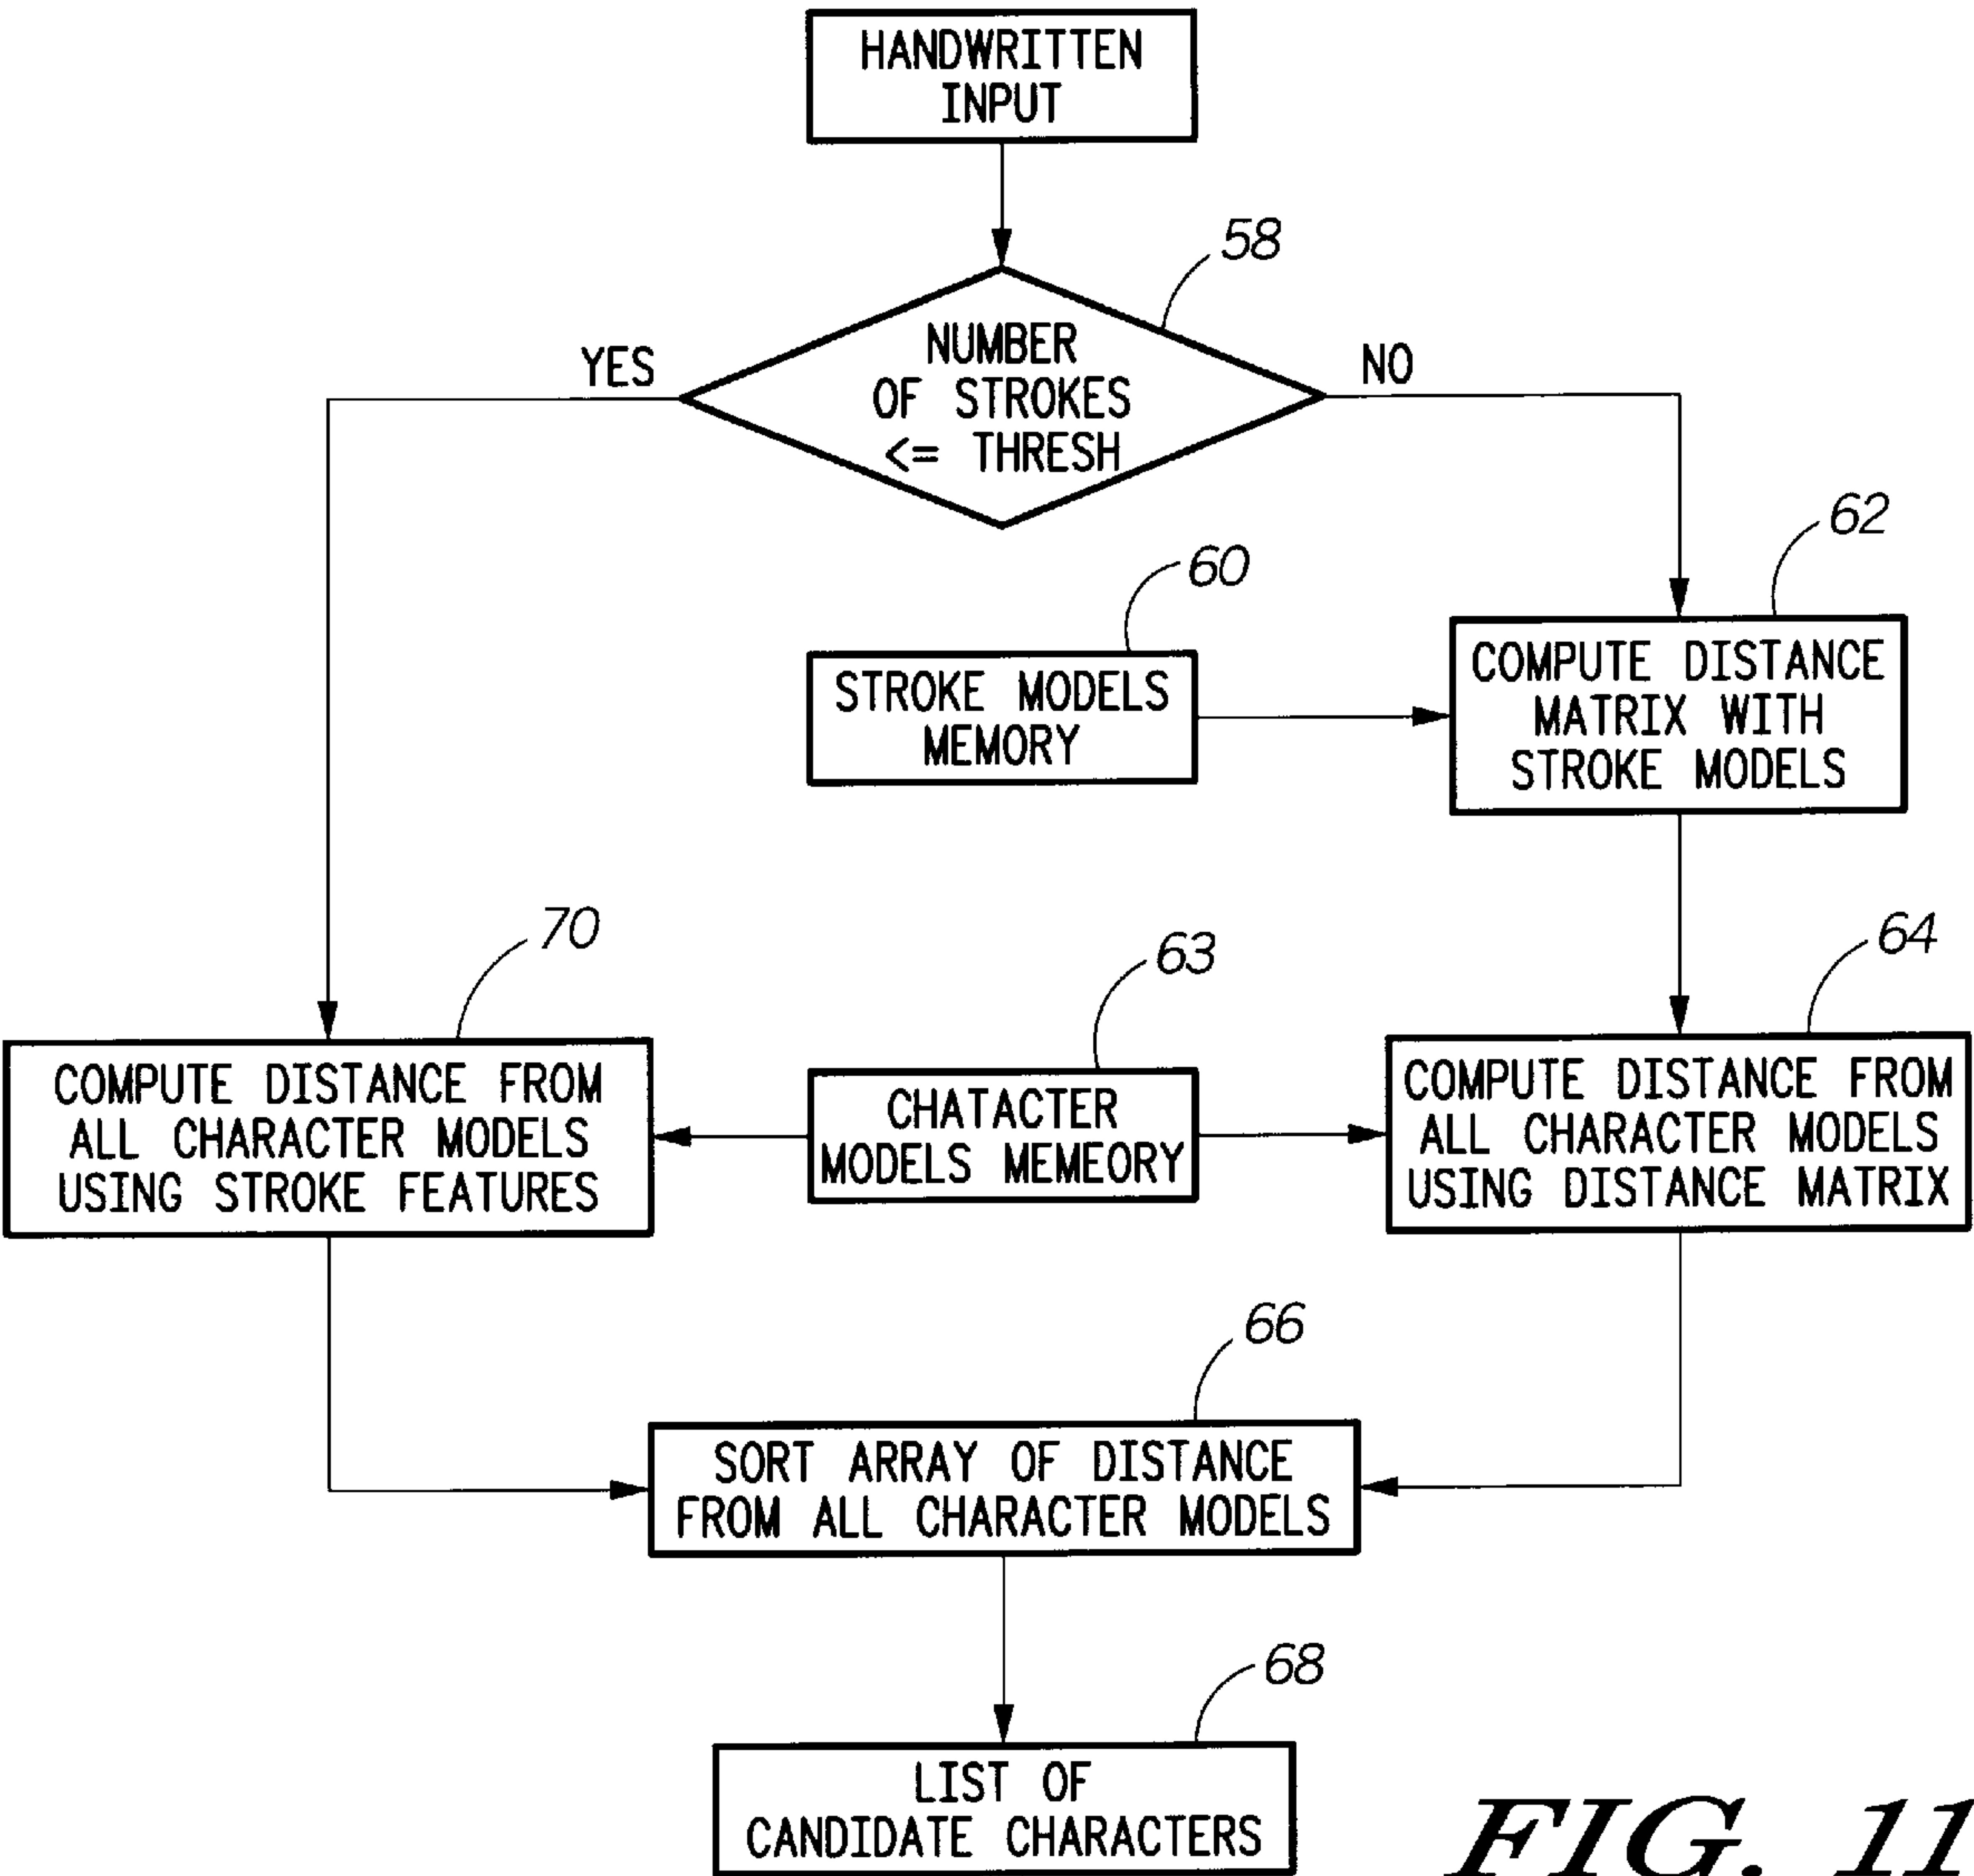 HANDWRITTEN
INPUT
58
NUMBER
OF STROKES
<= THRESH
YES
NO
62
60
STROKE MODELS
MEMORY
COMPUTE DISTANCE
MATRIX WITH
STROKE MODELS
70
63
64
COMPUTE DISTANCE FROM
ALL CHARACTER MODELS
USING STROKE FEATURES
CHATACTER
MODELS MEMEORY
COMPUTE DISTANCE FROM
ALL CHARACTER MODELS
USING DISTANCE MATRIX
66
SORT ARRAY OF DISTANCE
FROM ALL CHARACTER MODELS
68
LIST OF
CANDIDATE CHARACTERS
FIG. 11